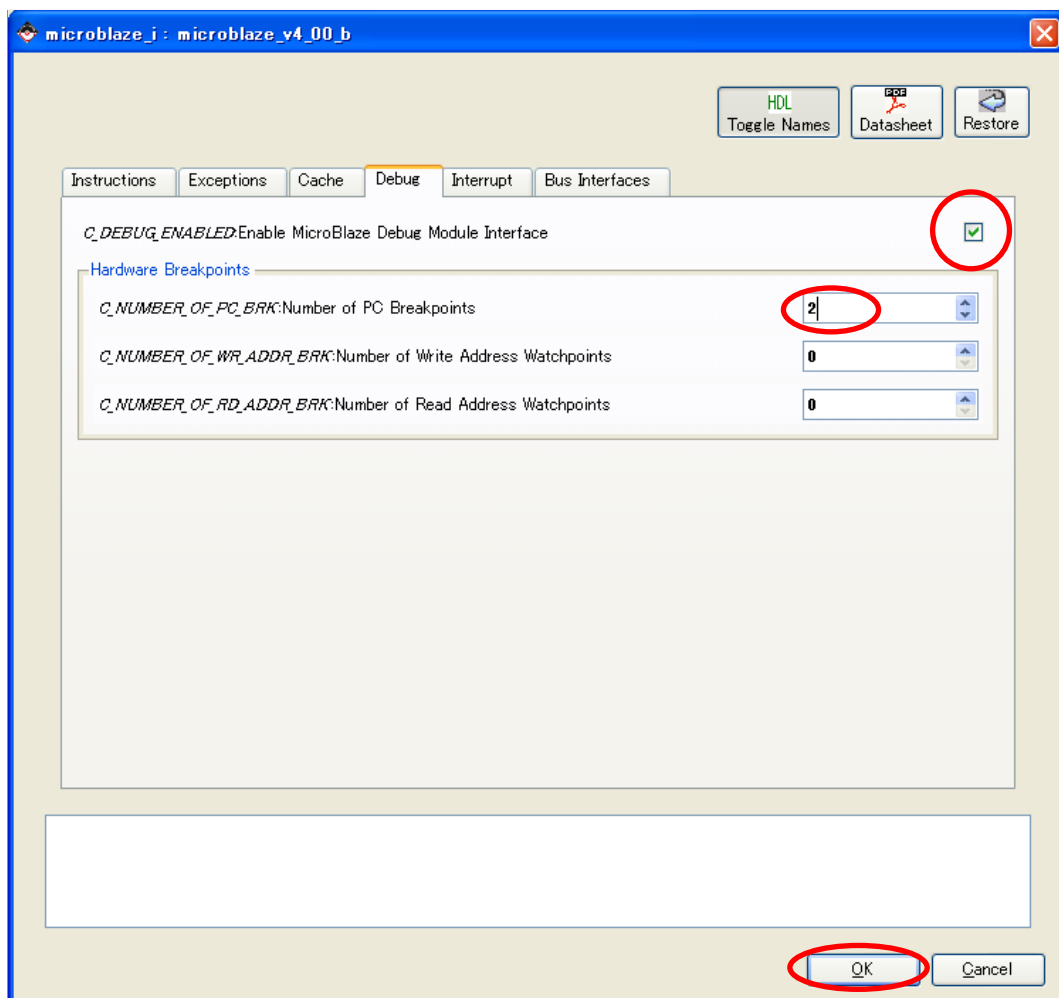 microblaze_i : microblaze_v4_00_b
HDL
Toggle Names
PDF
Datasheet
Restore
Instructions Exceptions Cache Debug Interrupt Bus Interfaces
C_DEBUG_ENABLED:Enable MicroBlaze Debug Module Interface
Hardware Breakpoints
C_NUMBER_OF_PC_BRK:Number of PC Breakpoints 2
C_NUMBER_OF_WR_ADDR_BRK:Number of Write Address Watchpoints 0
C_NUMBER_OF_RD_ADDR_BRK:Number of Read Address Watchpoints 0
OK Cancel